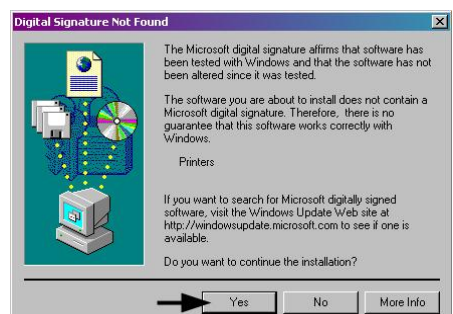 Digital Signature Not Found
The Microsoft digital signature affirms that software has
been tested with Windows and that the software has not
been altered since it was tested.
The software you are about to install does not contain a
Microsoft digital signature. Therefore, there is no
guarantee that this software works correctly with
Windows.
Printers
If you want to search for Microsoft digitally signed
software, visit the Windows Update Web site at
http://windowsupdate.microsoft.com to see if one is
available.
Do you want to continue the installation?
Yes No More Info